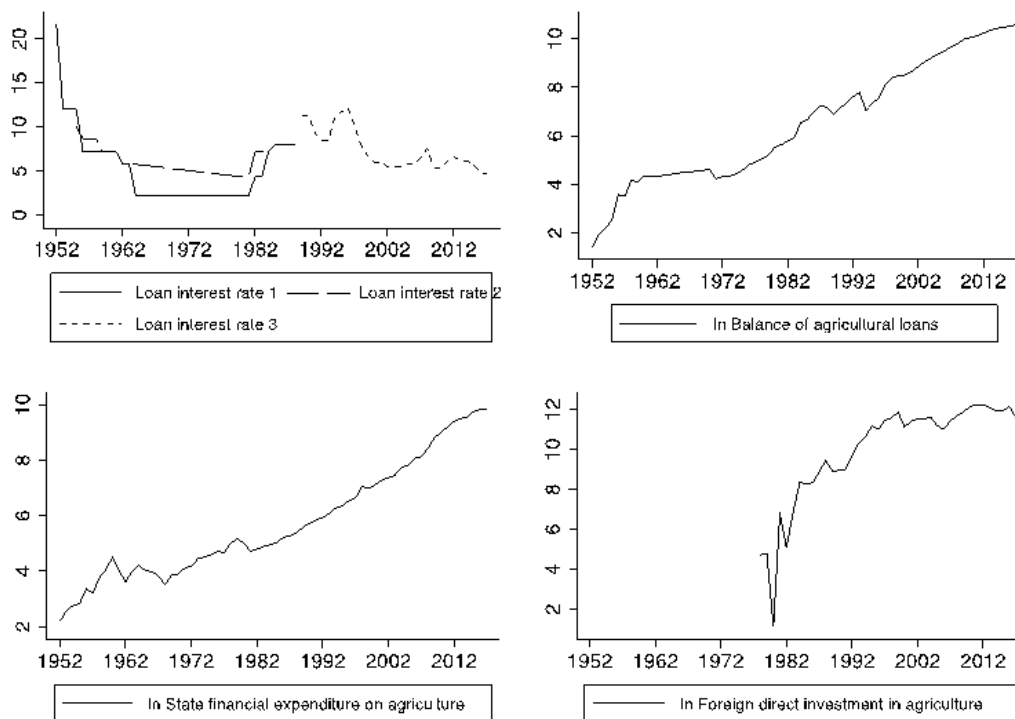 20
15
10
5
0
1952 1962 1972 1982 1992 2002 2012
Loan interest rate 1 Loan interest rate 2
Loan interest rate 3
10
8
6
4
2
1952 1962 1972 1982 1992 2002 2012
ln Balance of agricultural loans
10
8
6
4
2
1952 1962 1972 1982 1992 2002 2012
ln State financial expenditure on agriculture
12
10
8
6
4
2
1952 1962 1972 1982 1992 2002 2012
ln Foreign direct investment in agriculture